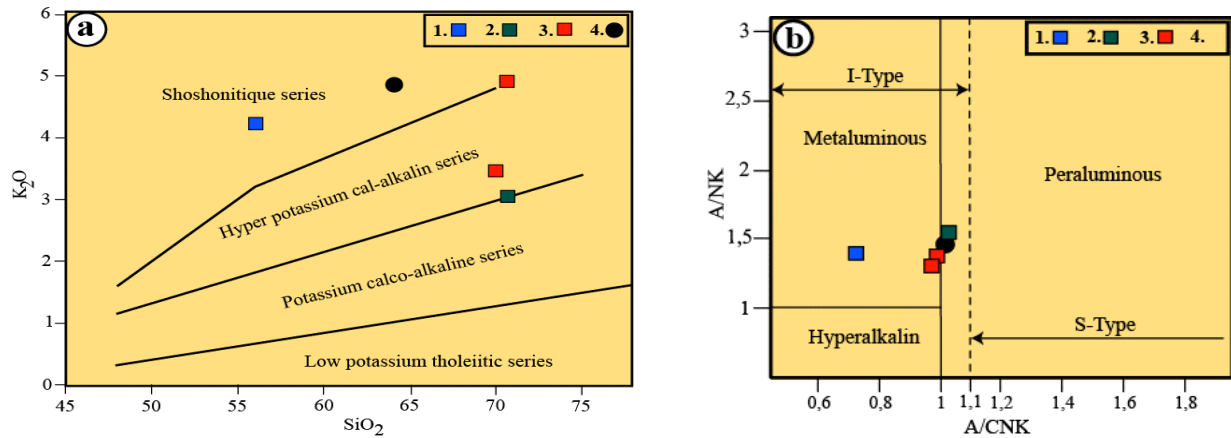 a
1. 2. 3. 4.
K2O
6
5
4
3
2
1
0
Shoshonitique series
Hyper potassium cal-alkalin series
Potassium calco-alkaline series
Low potassium tholeiitic series
45 50 55 60 65 70 75
SiO2
b
1. 2. 3. 4.
A/NK
3
2,5
2
1,5
1
I-Type
Metaluminous
Peraluminous
Hyperalkalin
S-Type
0,6 0,8 1 1,1 1,2 1,4 1,6 1,8
A/CNK